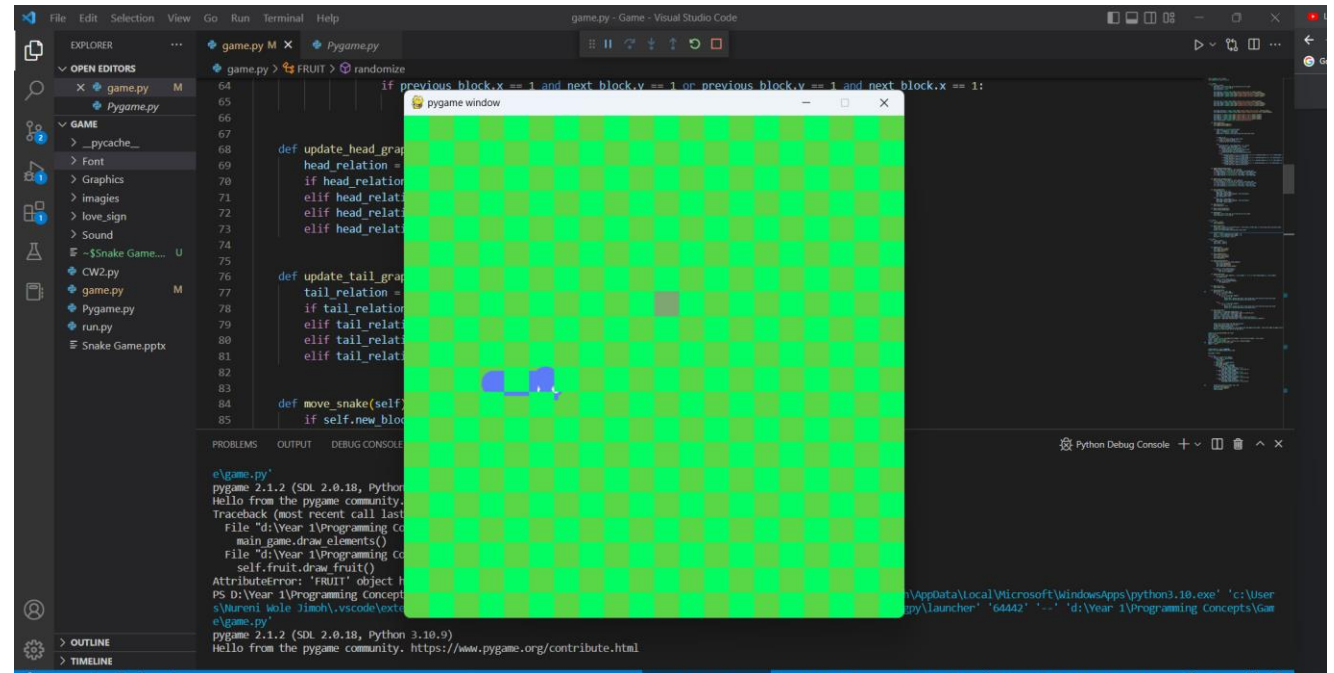 File Edit Selection View Go Run Terminal Help
game.py - Game - Visual Studio Code
EXPLORER
game.py M
Pygame.py
OPEN EDITORS
game.py > FRUIT > randomize
game.py M
Pygame.py
GAME
__pycache__
Font
Graphics
imagies
love_sign
Sound
~$Snake Game.... U
CW2.py
game.py M
Pygame.py
run.py
Snake Game.pptx
64 if previous_block.x == 1 and next_block.y == 1 or previous_block.y == 1 and next_block.x == 1:
65
66
67
68 def update_head_grap
69 head_relation =
70 if head_relation
71 elif head_relati
72 elif head_relati
73 elif head_relati
74
75
76 def update_tail_grap
77 tail_relation =
78 if tail_relation
79 elif tail_relati
80 elif tail_relati
81 elif tail_relati
82
83
84 def move_snake(self)
85 if self.new_bloc
pygame window
PROBLEMS OUTPUT DEBUG CONSOLE
Python Debug Console
e\game.py'
pygame 2.1.2 (SDL 2.0.18, Python
Hello from the pygame community.
Traceback (most recent call last
File "d:\Year 1\Programming Co
main_game.draw_elements()
File "d:\Year 1\Programming Co
self.fruit.draw_fruit()
AttributeError: 'FRUIT' object h
PS D:\Year 1\Programming Concept n\AppData\Local\Microsoft\WindowsApps\python3.10.exe' 'c:\User
s\Nureni Wole Jimoh\.vscode\exte gpy\launcher' '64442' '--' 'd:\Year 1\Programming Concepts\Gam
e\game.py'
pygame 2.1.2 (SDL 2.0.18, Python 3.10.9)
Hello from the pygame community. https://www.pygame.org/contribute.html
OUTLINE
TIMELINE